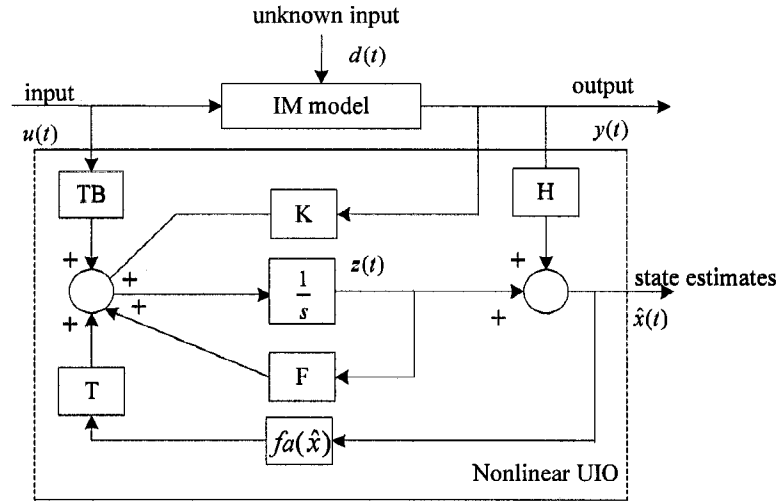 unknown input
d(t)
input
IM model
output
u(t)
y(t)
TB
K
H
+
+
+
+
+
+
1
s
z(t)
state estimates
x̂(t)
T
F
fa(x̂)
Nonlinear UIO